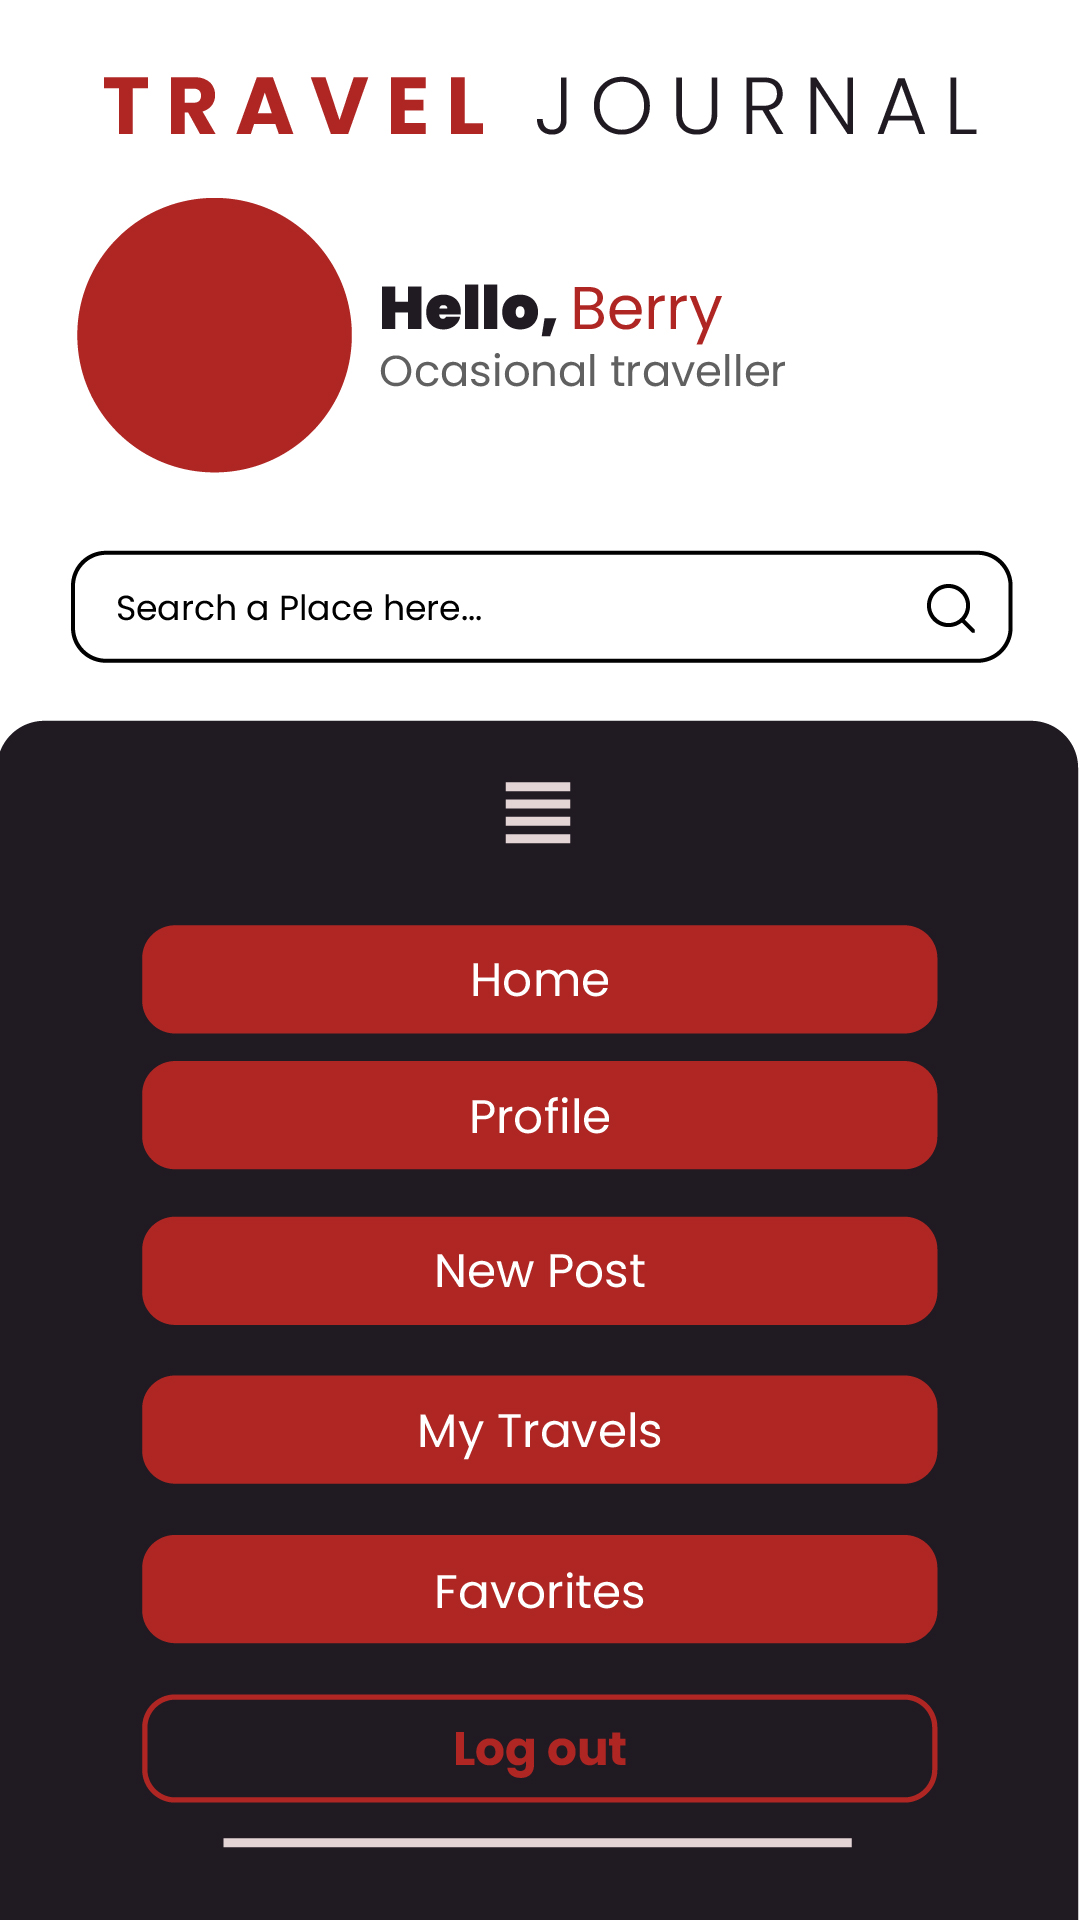 TRAVEL JOURNAL
Hello, Berry
Ocasional traveller
Search a Place here...
Home
Profile
New Post
My Travels
Favorites
Log out